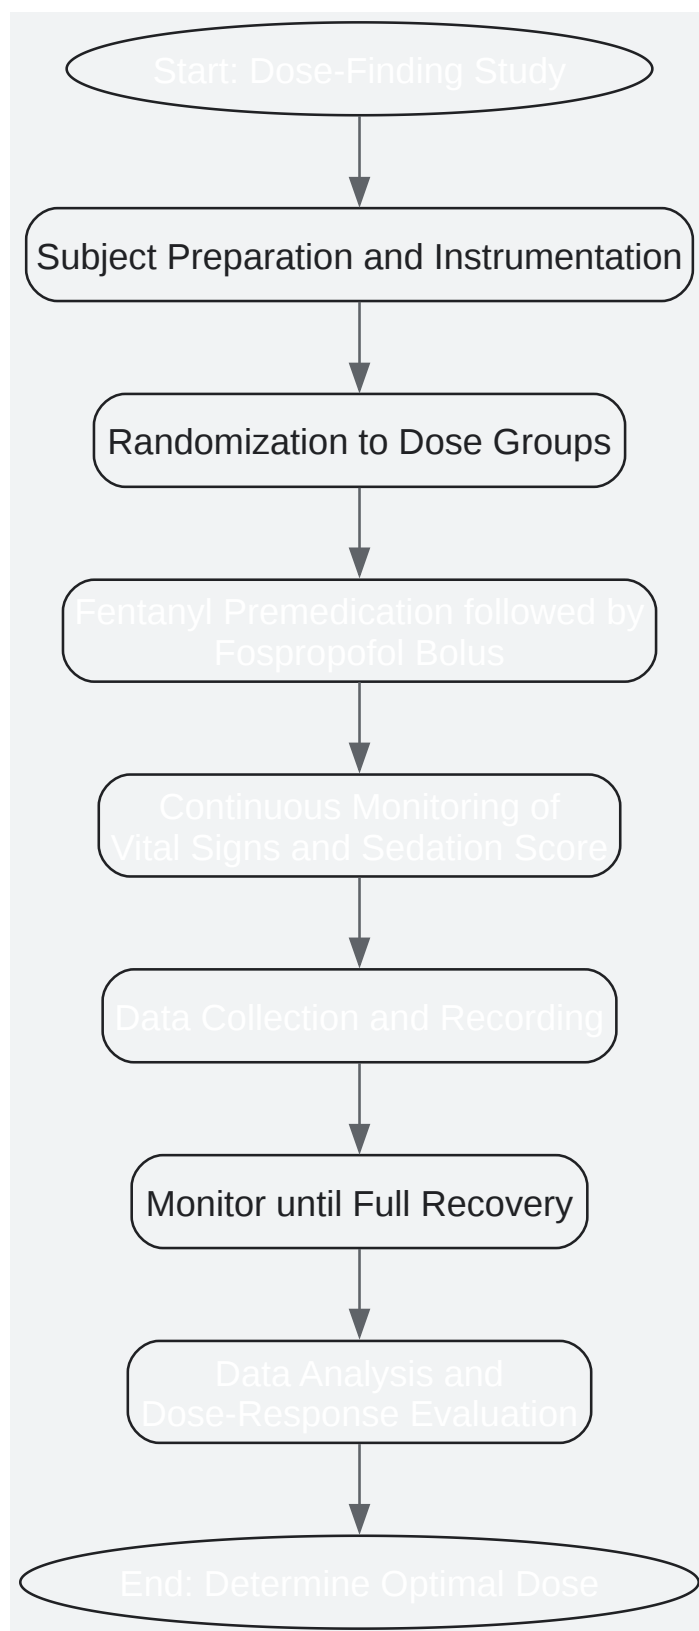 Start: Dose-Finding Study
Subject Preparation and Instrumentation
Randomization to Dose Groups
Fentanyl Premedication followed by
Fospropofol Bolus
Continuous Monitoring of
Vital Signs and Sedation Score
Data Collection and Recording
Monitor until Full Recovery
Data Analysis and
Dose-Response Evaluation
End: Determine Optimal Dose